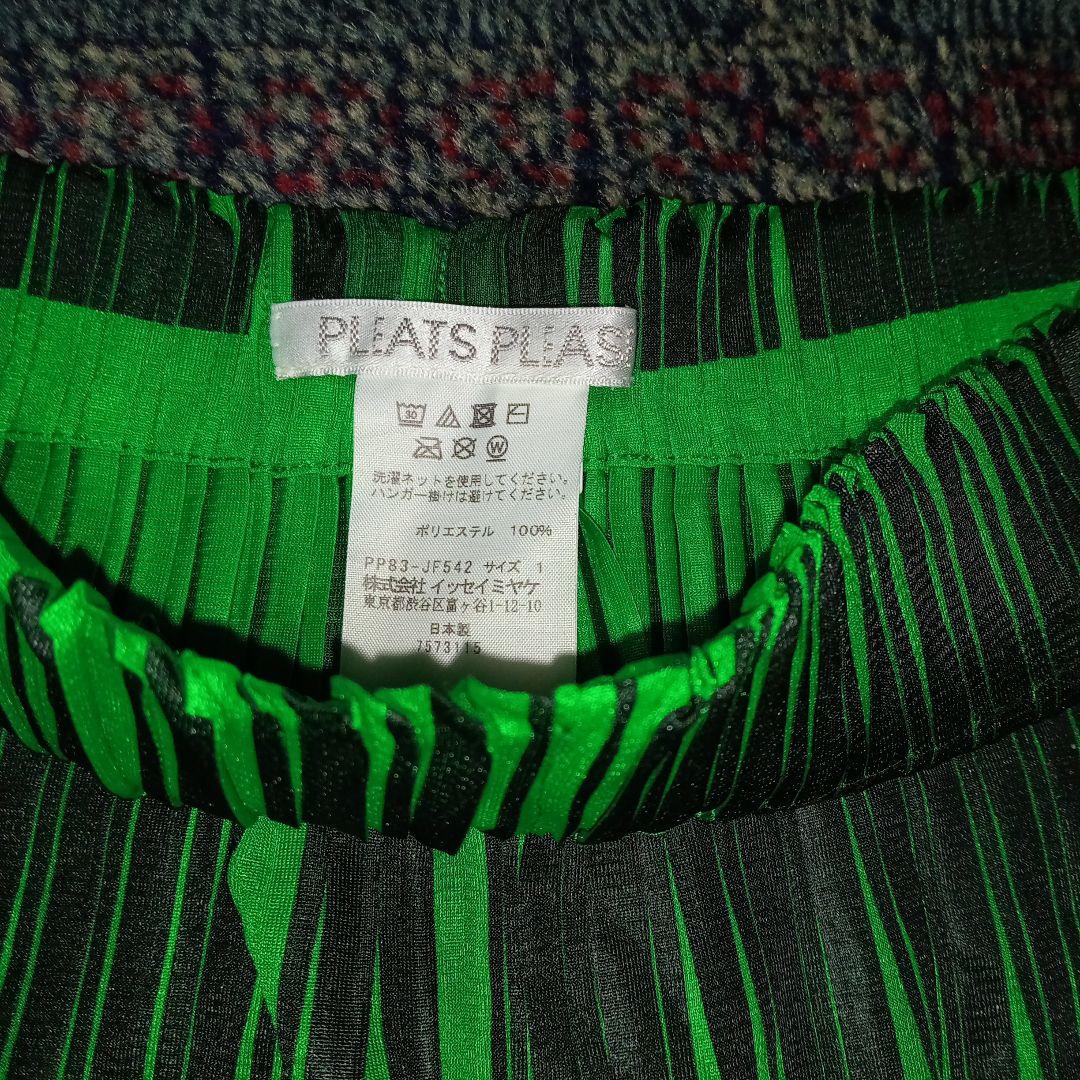 PLEATS PLEAS
30
W
洗濯ネットを使用してください。
ハンガー掛けは避けてください。
ポリエステル 100%
PP83-JF542 サイズ 1
株式会社 イッセイミヤケ
東京都渋谷区富ヶ谷1-12-10
日本製
7573115